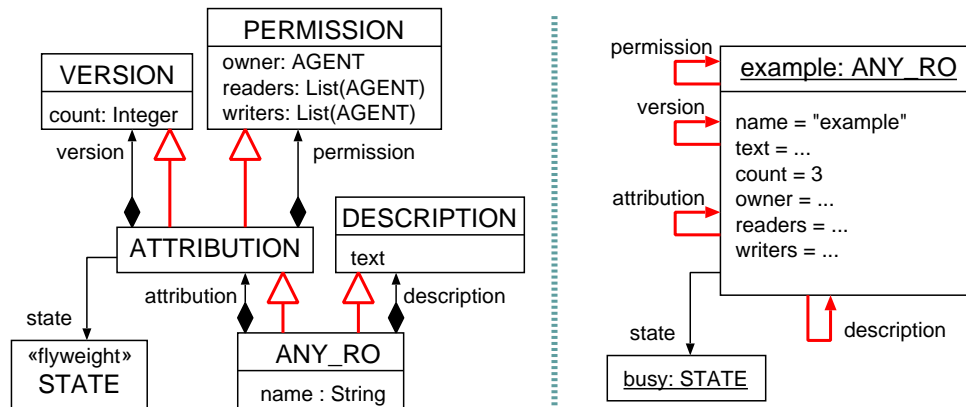 PERMISSION
owner: AGENT
readers: List(AGENT)
writers: List(AGENT)
VERSION
count: Integer
version
permission
DESCRIPTION
text
ATTRIBUTION
attribution
description
state
«flyweight»
STATE
ANY_RO
name : String
permission
example: ANY_RO
version
name = "example"
text = ...
count = 3
attribution
owner = ...
readers = ...
writers = ...
state
description
busy: STATE